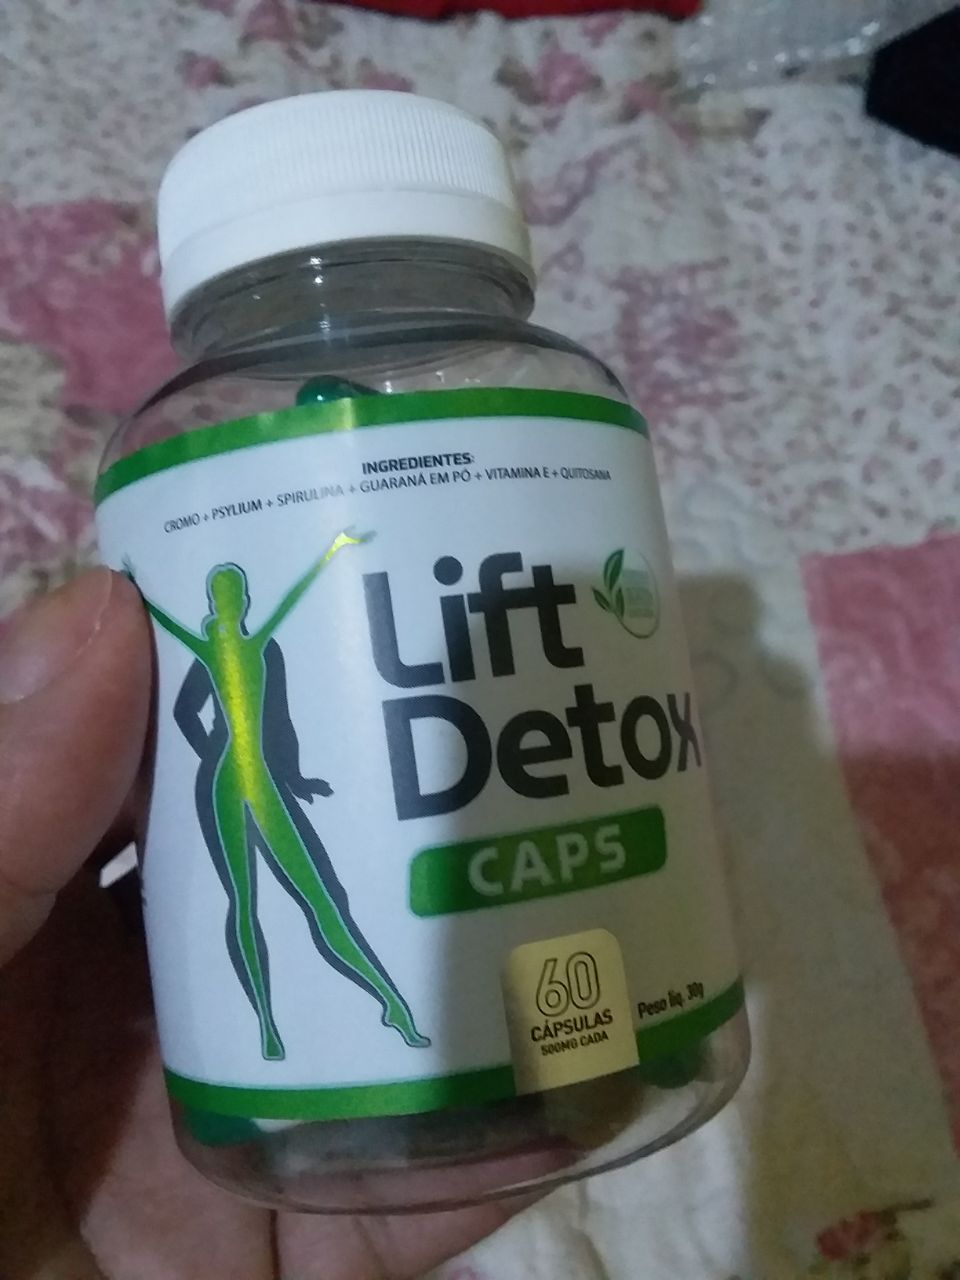 INGREDIENTES:
CROMO + PSYLIUM + SPIRULINA + GUARANÁ EM PÓ + VITAMINA E + QUITOSANA
Lift
Detox
CAPS
60
CÁPSULAS
500MG CADA
Peso líq. 30g